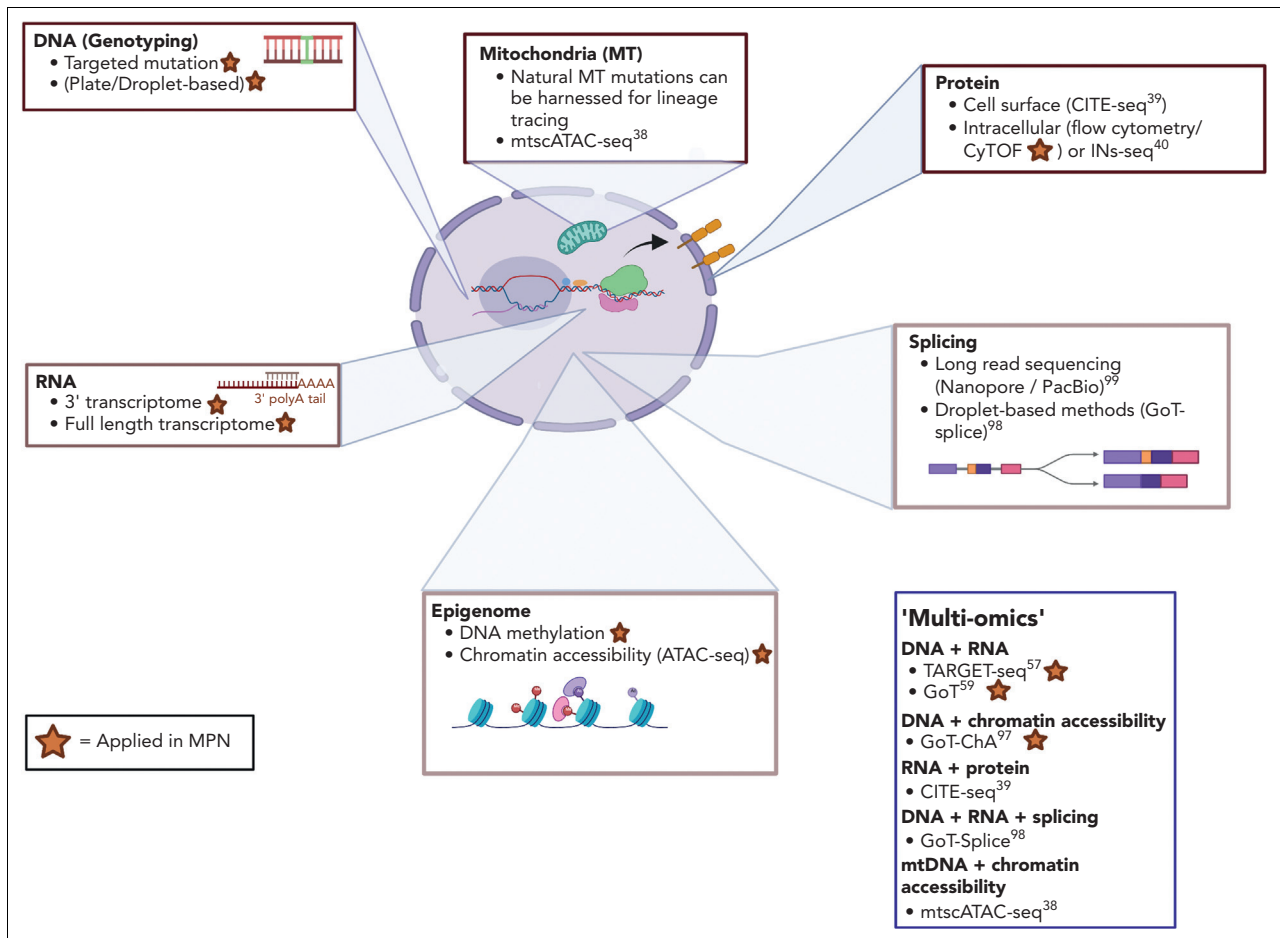 DNA (Genotyping)
• Targeted mutation
• (Plate/Droplet-based)
Mitochondria (MT)
• Natural MT mutations can
be harnessed for lineage
tracing
• mtscATAC-seq38
Protein
• Cell surface (CITE-seq39)
• Intracellular (flow cytometry/
CyTOF ) or INs-seq40
RNA
AAAA
3' polyA tail
• 3' transcriptome
• Full length transcriptome
Splicing
• Long read sequencing
(Nanopore / PacBio)99
• Droplet-based methods (GoT-
splice)98
Epigenome
• DNA methylation
• Chromatin accessibility (ATAC-seq)
= Applied in MPN
'Multi-omics'
DNA + RNA
• TARGET-seq57
• GoT59
DNA + chromatin accessibility
• GoT-ChA97
RNA + protein
• CITE-seq39
DNA + RNA + splicing
• GoT-Splice98
mtDNA + chromatin
accessibility
• mtscATAC-seq38